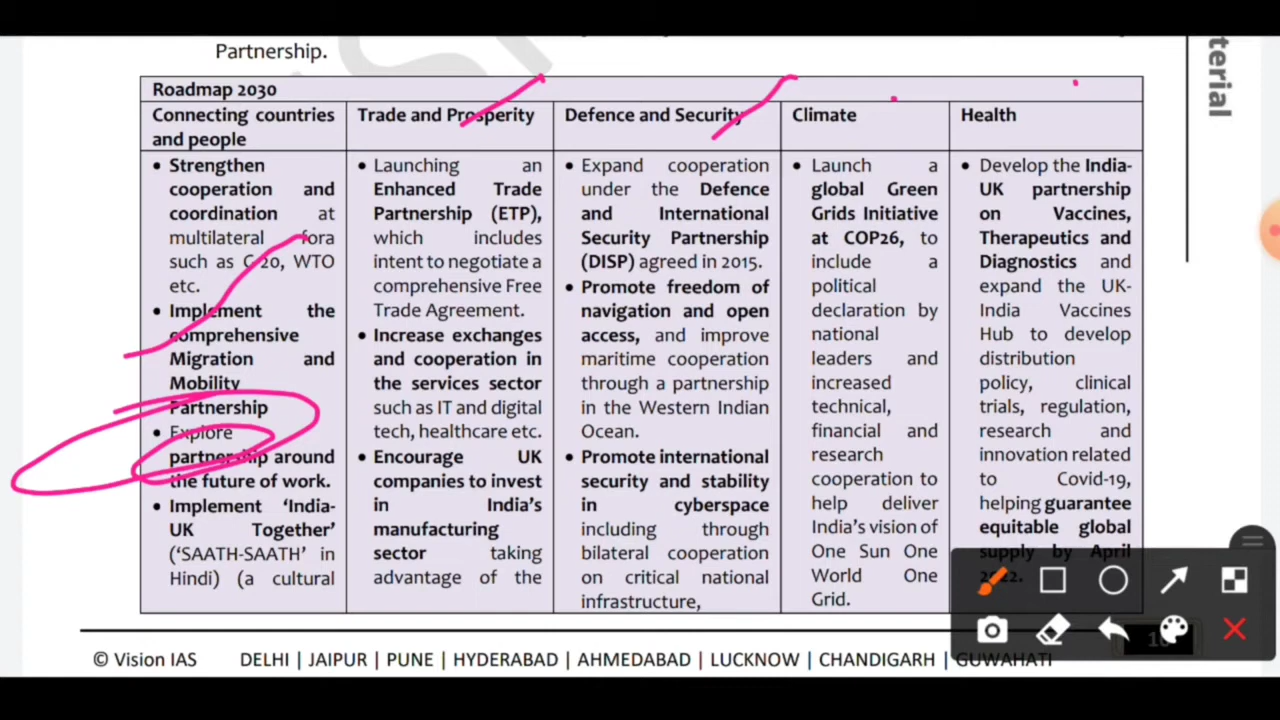 Partnership.
terial
Roadmap 2030
Connecting countries and people
Trade and Prosperity
Defence and Security
Climate
Health
• Strengthen
cooperation and
coordination at
multilateral fora
such as G-20, WTO
etc.
• Implement the
comprehensive
Migration and
Mobility
Partnership
• Explore
partnership around
the future of work.
• Implement ‘India-
UK Together’
(‘SAATH-SAATH’ in
Hindi) (a cultural
• Launching an
Enhanced Trade
Partnership (ETP),
which includes
intent to negotiate a
comprehensive Free
Trade Agreement.
• Increase exchanges
and cooperation in
the services sector
such as IT and digital
tech, healthcare etc.
• Encourage UK
companies to invest
in India’s
manufacturing
sector taking
advantage of the
• Expand cooperation
under the Defence
and International
Security Partnership
(DISP) agreed in 2015.
• Promote freedom of
navigation and open
access, and improve
maritime cooperation
through a partnership
in the Western Indian
Ocean.
• Promote international
security and stability
in cyberspace
including through
bilateral cooperation
on critical national
infrastructure,
• Launch a
global Green
Grids Initiative
at COP26, to
include a
political
declaration by
national
leaders and
increased
technical,
financial and
research
cooperation to
help deliver
India’s vision of
One Sun One
World One
Grid.
• Develop the India-
UK partnership
on Vaccines,
Therapeutics and
Diagnostics and
expand the UK-
India Vaccines
Hub to develop
distribution
policy, clinical
trials, regulation,
research and
innovation related
to Covid-19,
helping guarantee
equitable global
supply by April
2022.
© Vision IAS DELHI | JAIPUR | PUNE | HYDERABAD | AHMEDABAD | LUCKNOW | CHANDIGARH | GUWAHATI